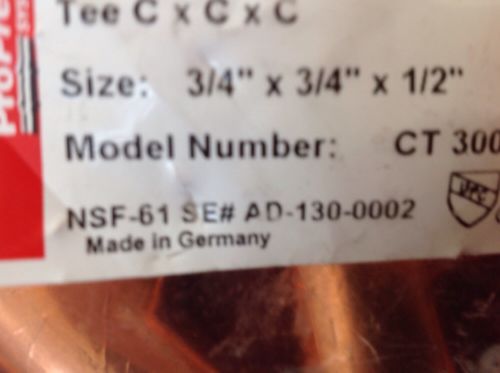 Tee C x C x C
Size: 3/4" x 3/4" x 1/2"
Model Number: CT 300
NSF-61 SE# AD-130-0002
Made in Germany